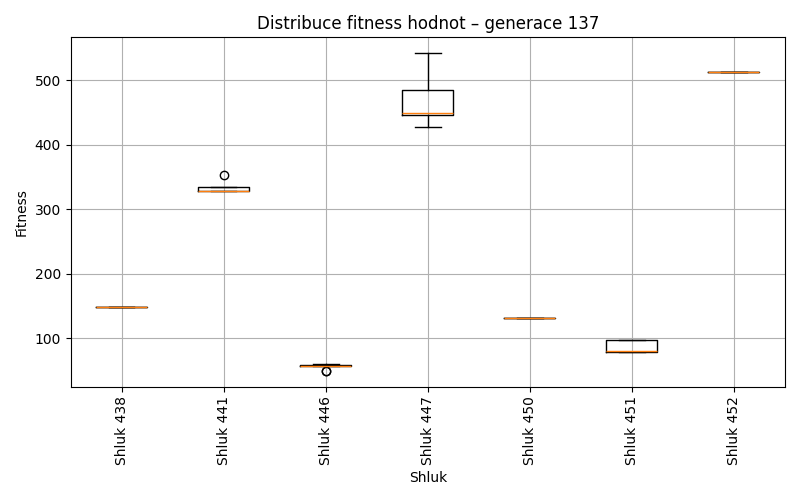 Distribuce fitness hodnot – generace 137
Fitness
500
400
300
200
100
Shluk 438
Shluk 441
Shluk 446
Shluk 447
Shluk 450
Shluk 451
Shluk 452
Shluk